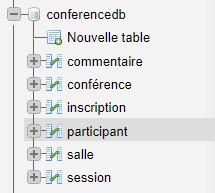 conferencedb
Nouvelle table
commentaire
conférence
inscription
participant
salle
session